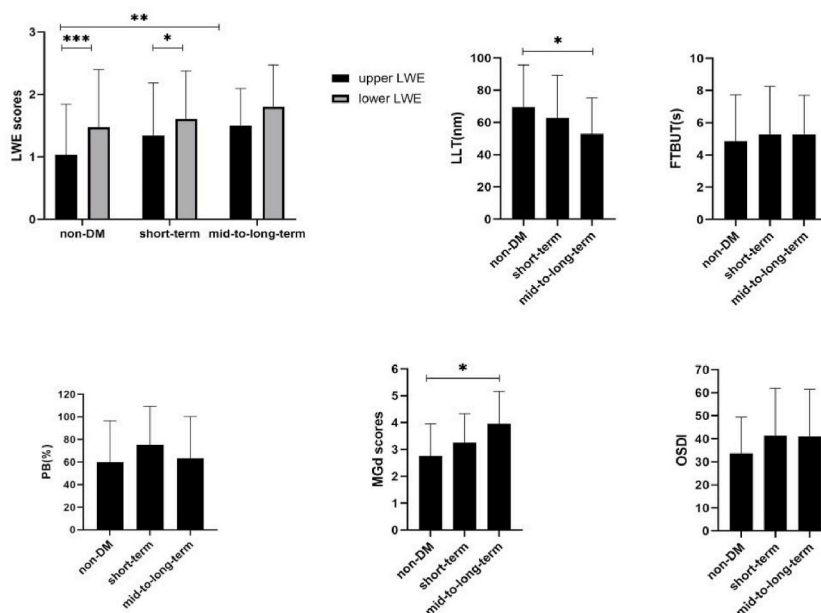 **
***
*
3
2
1
0
LWE scores
non-DM
short-term
mid-to-long-term
upper LWE
lower LWE
*
100
80
60
40
20
0
LLT(nm)
non-DM
short-term
mid-to-long-term
10
8
6
4
2
0
FTBUT(s)
non-DM
short-term
mid-to-long-term
120
100
80
60
40
20
0
PB(%)
non-DM
short-term
mid-to-long-term
*
6
5
4
3
2
1
0
MGd scores
non-DM
short-term
mid-to-long-term
70
60
50
40
30
20
10
0
OSDI
non-DM
short-term
mid-to-long-term